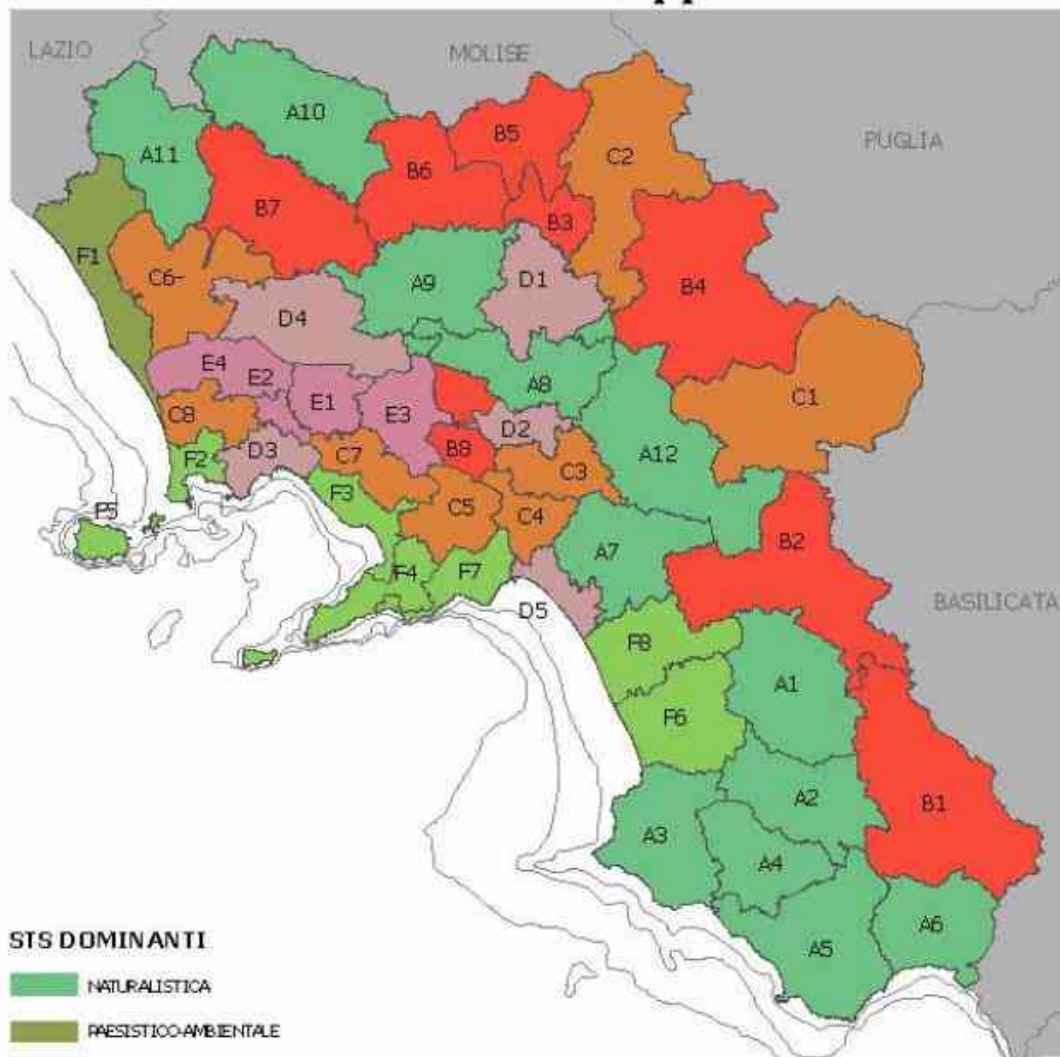 LAZIO
MOLISE
PUGLIA
BASILICATA
A10
B5
A11
B6
C2
B7
B3
F1
C6-
A9
D1
B4
D4
E4
E2
A8
C1
E1
E3
C8
D2
F2
D3
C7
B8
C3
A12
F3
C5
C4
F5
A7
B2
F4
F7
D5
F8
A1
F6
A2
B1
A3
A4
A6
A5
STS DOMINANTI
NATURALISTICA
PAESISTICO-AMBIENTALE